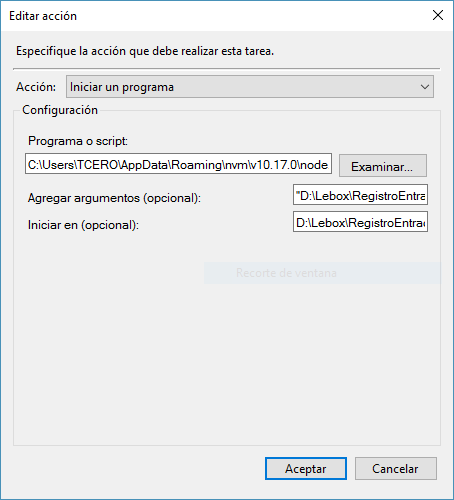 Editar acción
Especifique la acción que debe realizar esta tarea.
Acción: Iniciar un programa
Configuración
Programa o script:
C:\Users\TCERO\AppData\Roaming\nvm\v10.17.0\node Examinar...
Agregar argumentos (opcional): "D:\Lebox\RegistroEntra
Iniciar en (opcional): D:\Lebox\RegistroEntrad
Recorte de ventana
Aceptar Cancelar